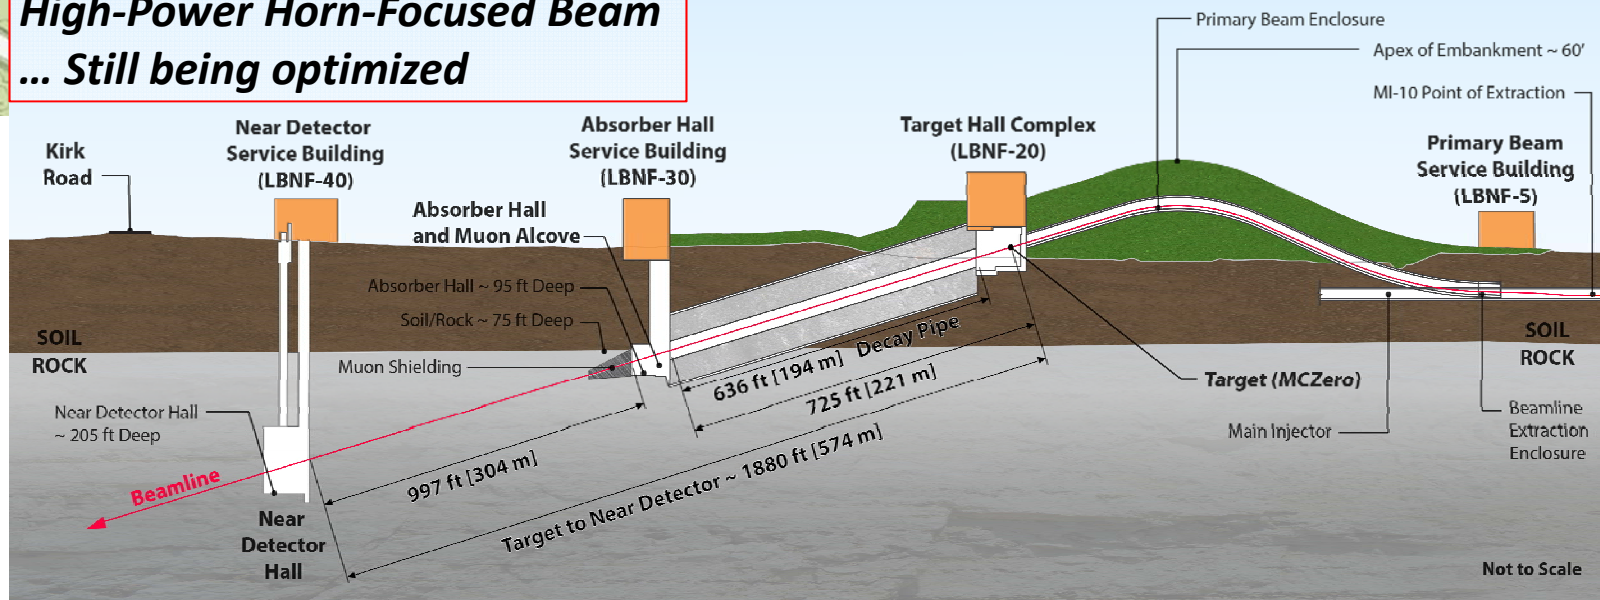 High-Power Horn-Focused Beam
... Still being optimized
Primary Beam Enclosure
Apex of Embankment ~ 60'
MI-10 Point of Extraction
Kirk
Road
Near Detector
Service Building
(LBNF-40)
Absorber Hall
Service Building
(LBNF-30)
Target Hall Complex
(LBNF-20)
Primary Beam
Service Building
(LBNF-5)
Absorber Hall
and Muon Alcove
Absorber Hall ~ 95 ft Deep
Soil/Rock ~ 75 ft Deep
Muon Shielding
SOIL
ROCK
SOIL
ROCK
Near Detector Hall
~ 205 ft Deep
Beamline
Near
Detector
Hall
997 ft [304 m]
636 ft [194 m] Decay Pipe
725 ft [221 m]
Target to Near Detector ~ 1880 ft [574 m]
Target (MCZero)
Main Injector
Beamline
Extraction
Enclosure
Not to Scale